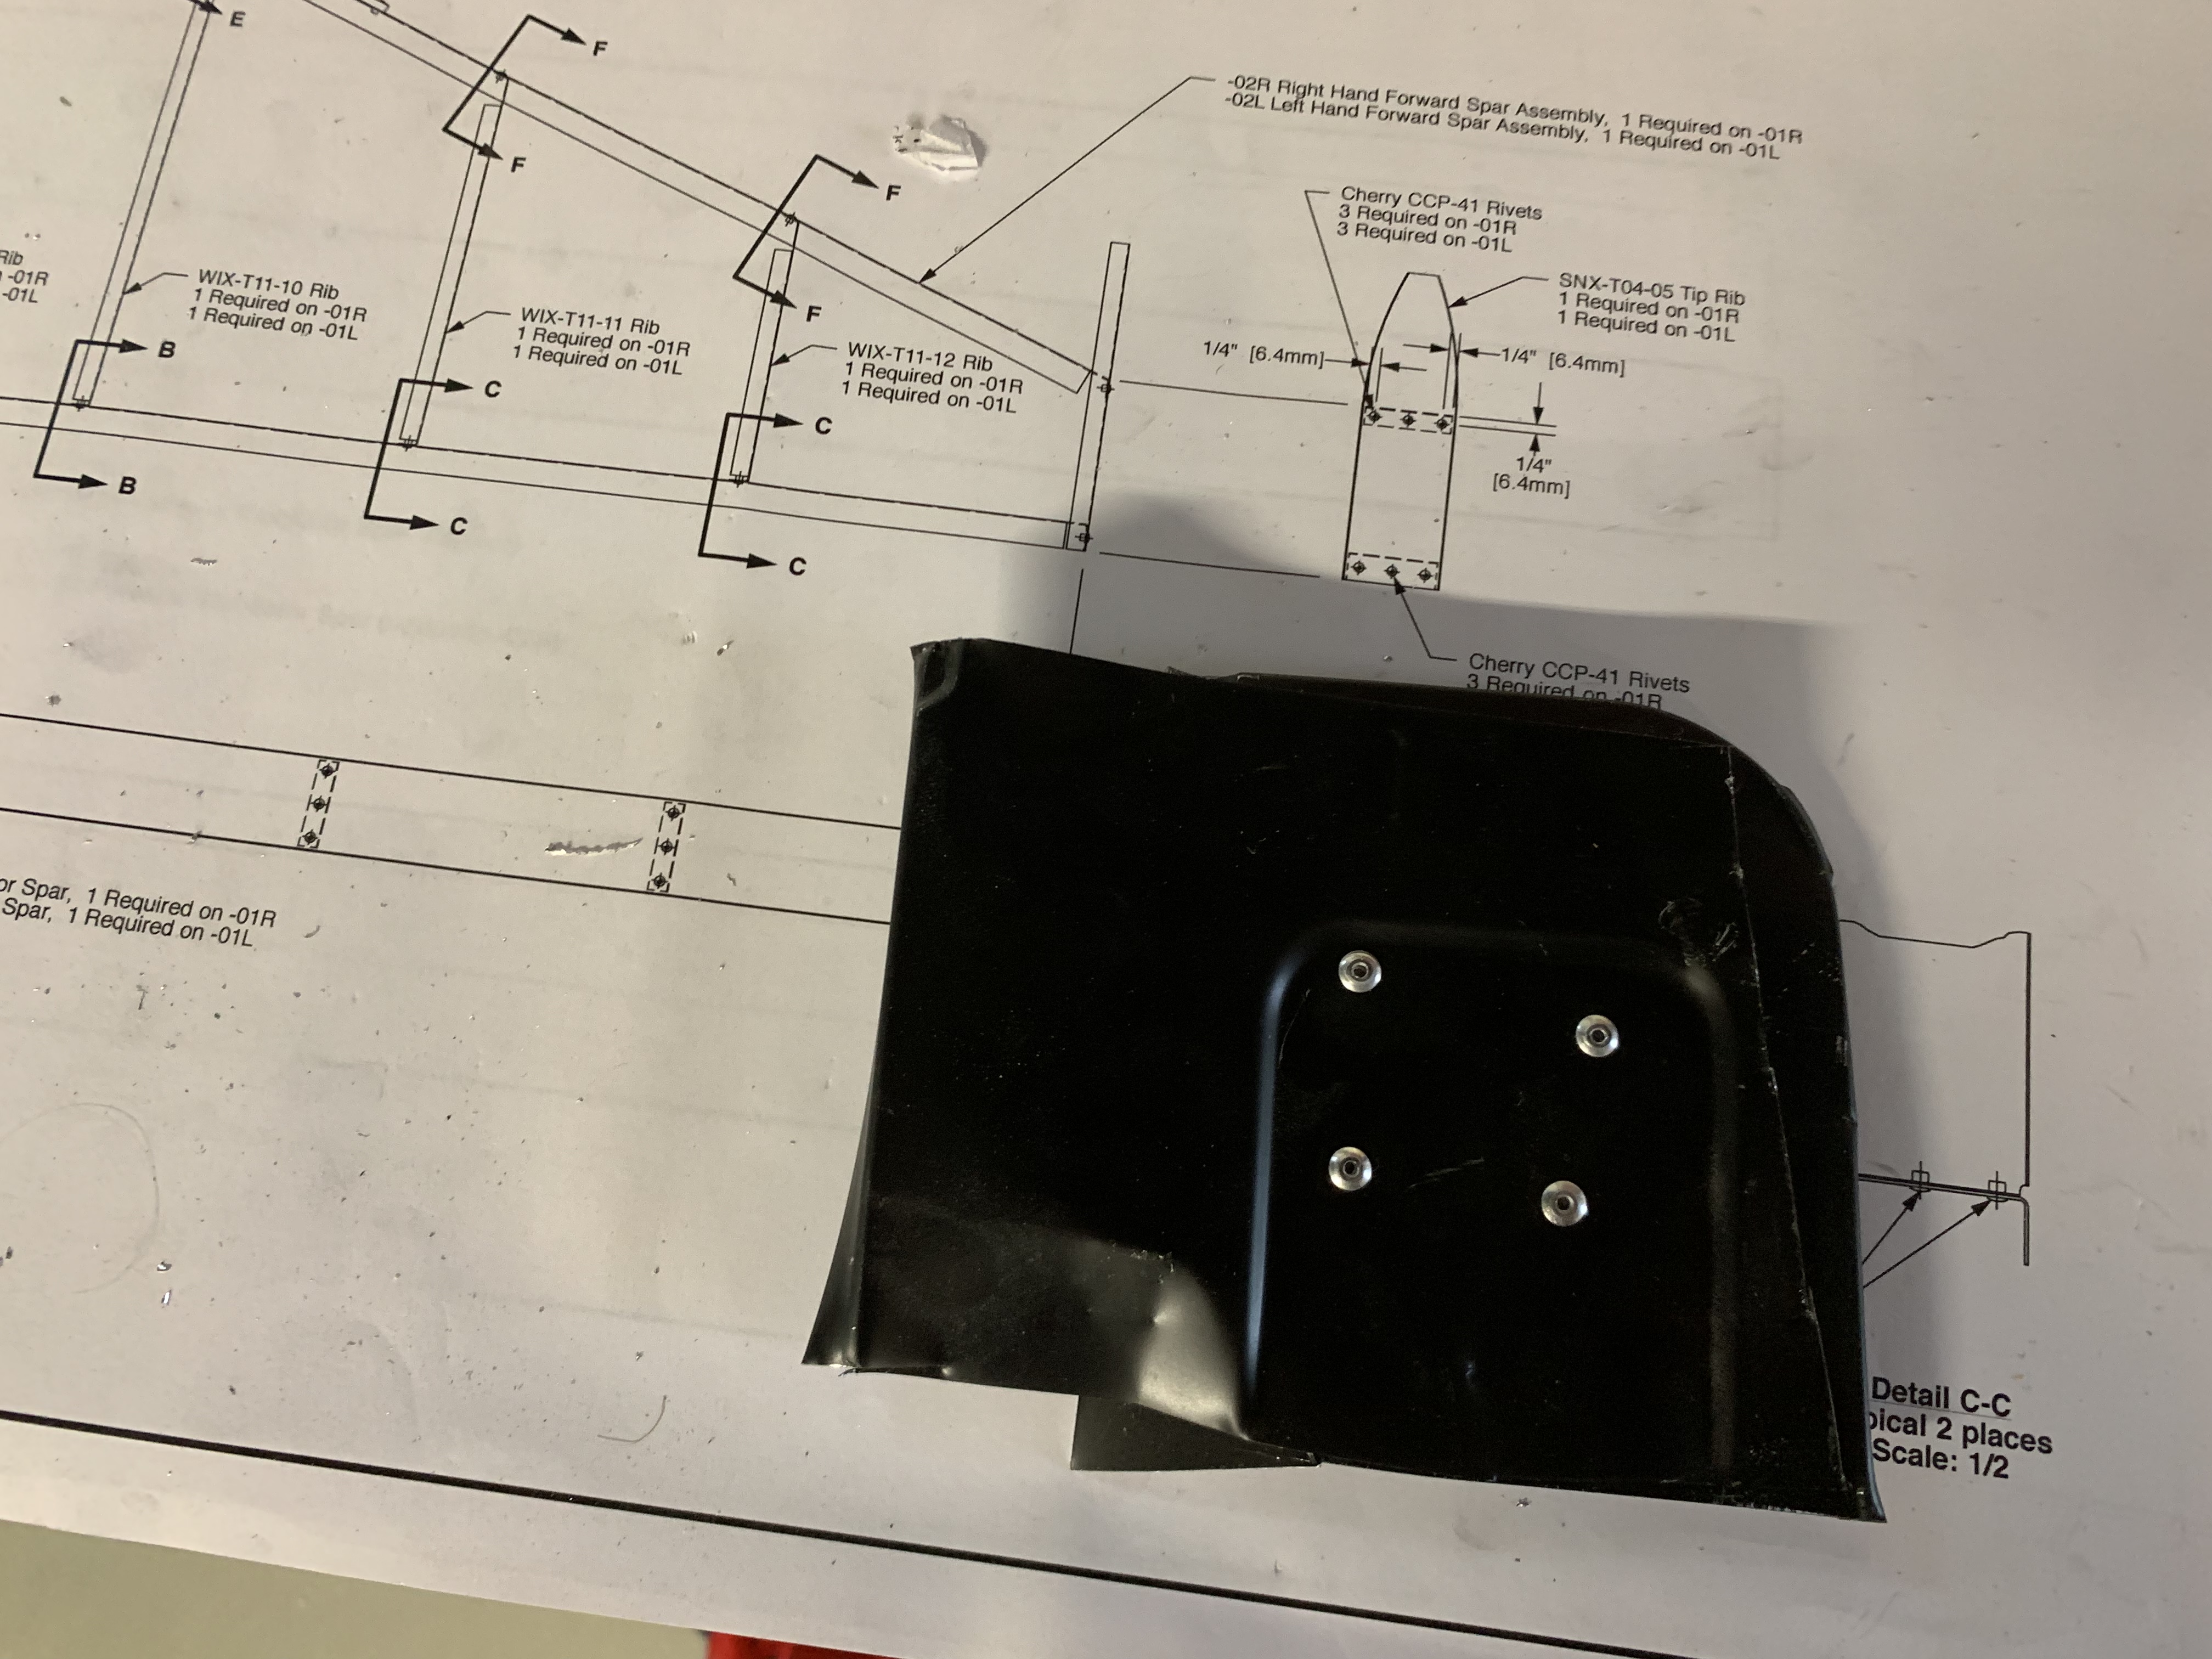 E
F
F
F
F
-02R Right Hand Forward Spar Assembly, 1 Required on -01R
-02L Left Hand Forward Spar Assembly, 1 Required on -01L
Cherry CCP-41 Rivets
3 Required on -01R
3 Required on -01L
SNX-T04-05 Tip Rib
1 Required on -01R
1 Required on -01L
1/4" [6.4mm]
1/4" [6.4mm]
1/4"
[6.4mm]
Rib
-01R
-01L
WIX-T11-10 Rib
1 Required on -01R
1 Required on -01L
WIX-T11-11 Rib
1 Required on -01R
1 Required on -01L
WIX-T11-12 Rib
1 Required on -01R
1 Required on -01L
B
B
C
C
C
C
Cherry CCP-41 Rivets
3 Required on -01R
or Spar, 1 Required on -01R
Spar, 1 Required on -01L
Detail C-C
pical 2 places
Scale: 1/2